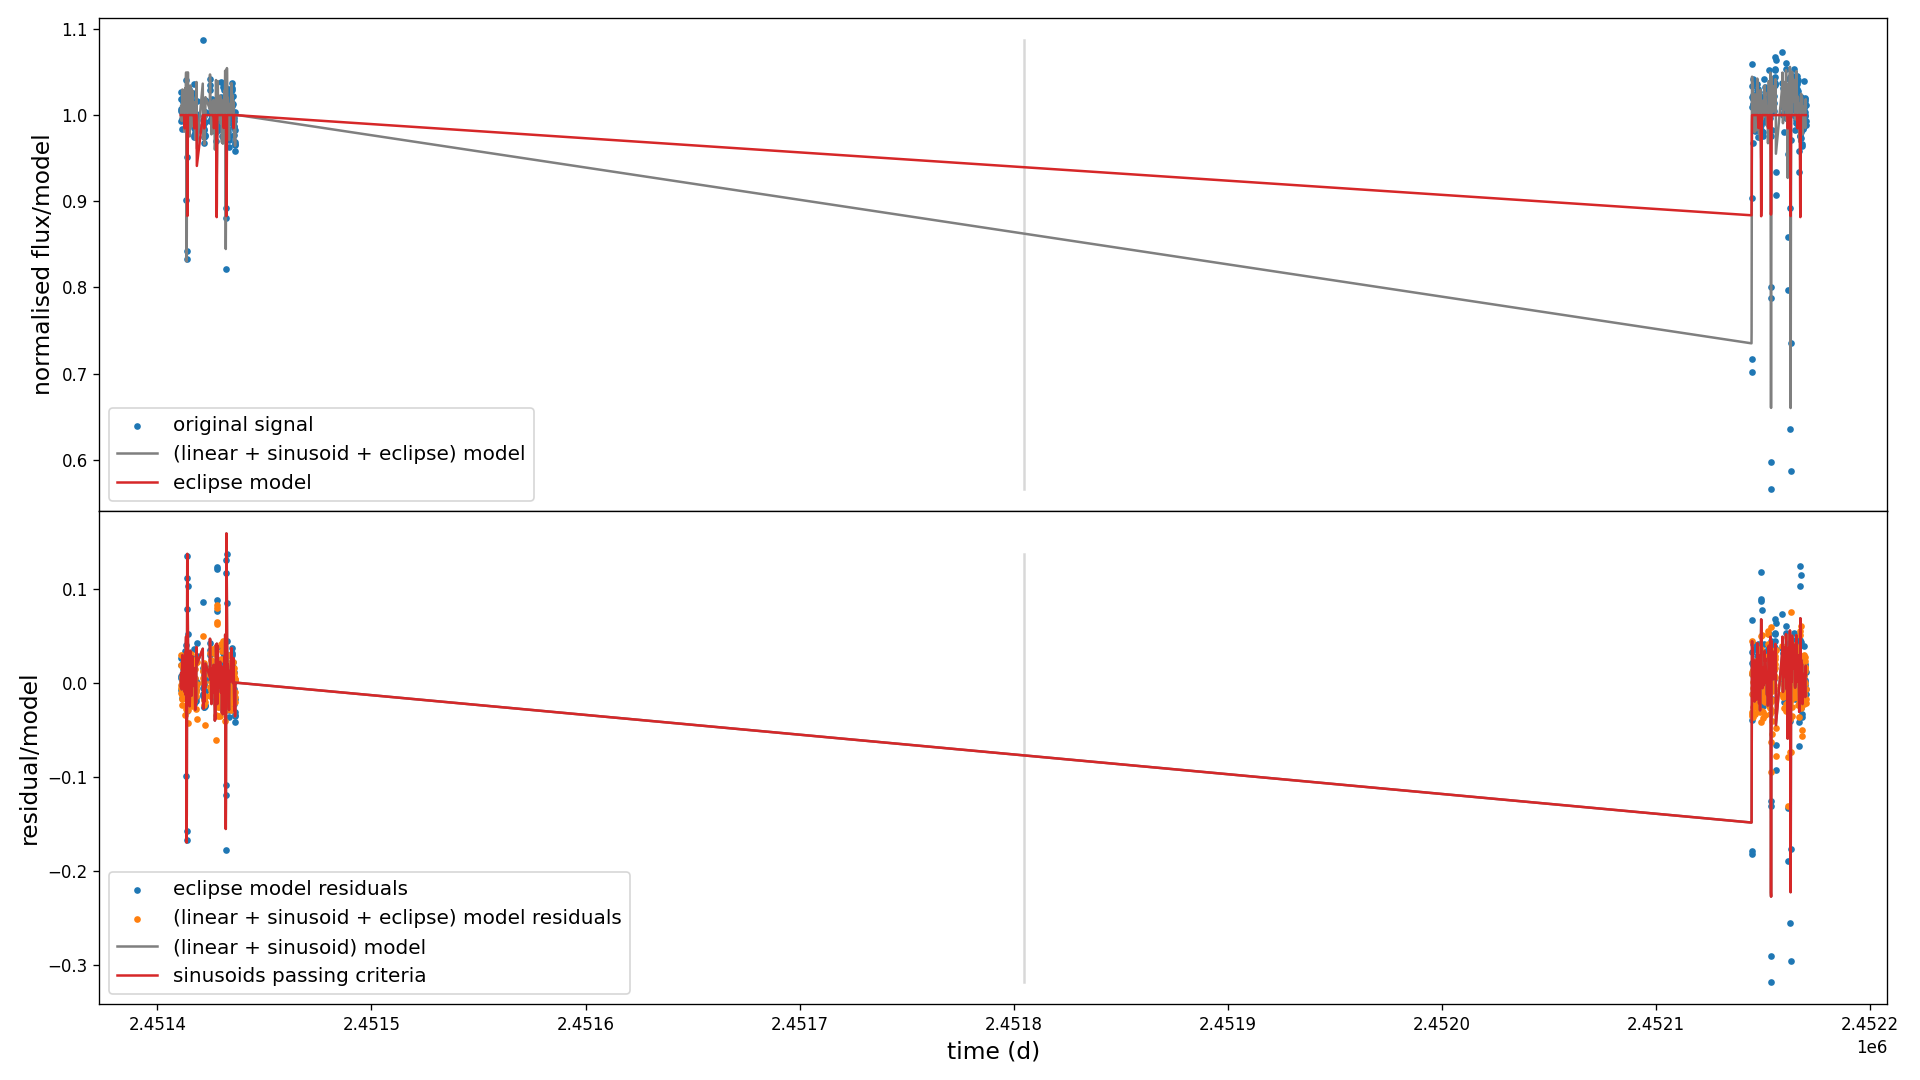 1.1
1.0
0.9
0.8
0.7
0.6
normalised flux/model
original signal
(linear + sinusoid + eclipse) model
eclipse model
0.1
0.0
−0.1
−0.2
−0.3
residual/model
eclipse model residuals
(linear + sinusoid + eclipse) model residuals
(linear + sinusoid) model
sinusoids passing criteria
2.4514 2.4515 2.4516 2.4517 2.4518 2.4519 2.4520 2.4521 2.4522
1e6
time (d)